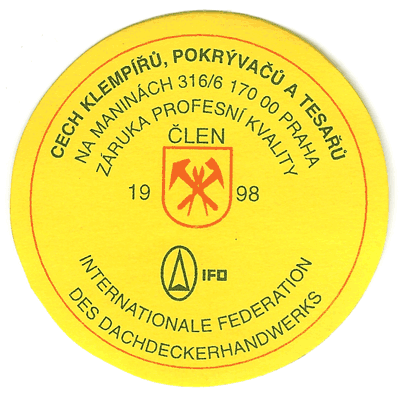 CECH KLEMPÍŘŮ, POKRÝVAČŮ A TESAŘŮ
NA MANINÁCH 316/6 170 00 PRAHA
ZÁRUKA PROFESNÍ KVALITY
ČLEN
19 98
IFD
INTERNATIONALE FEDERATION
DES DACHDECKERHANDWERKS